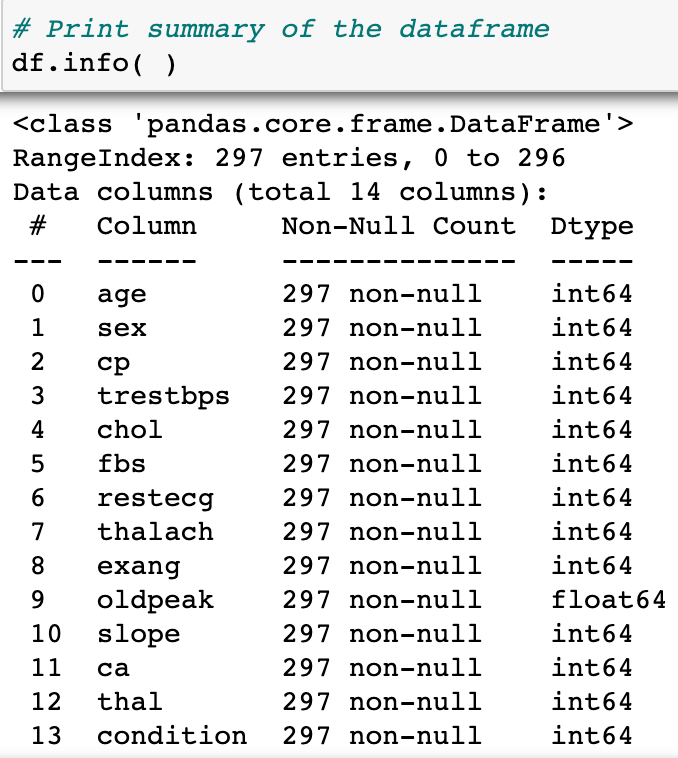 # Print summary of the dataframe
df.info( )
<class 'pandas.core.frame.DataFrame'>
RangeIndex: 297 entries, 0 to 296
Data columns (total 14 columns):
 #   Column     Non-Null Count  Dtype
---  ------     --------------  -----
 0   age        297 non-null    int64
 1   sex        297 non-null    int64
 2   cp         297 non-null    int64
 3   trestbps   297 non-null    int64
 4   chol       297 non-null    int64
 5   fbs        297 non-null    int64
 6   restecg    297 non-null    int64
 7   thalach    297 non-null    int64
 8   exang      297 non-null    int64
 9   oldpeak    297 non-null    float64
 10  slope      297 non-null    int64
 11  ca         297 non-null    int64
 12  thal       297 non-null    int64
 13  condition  297 non-null    int64